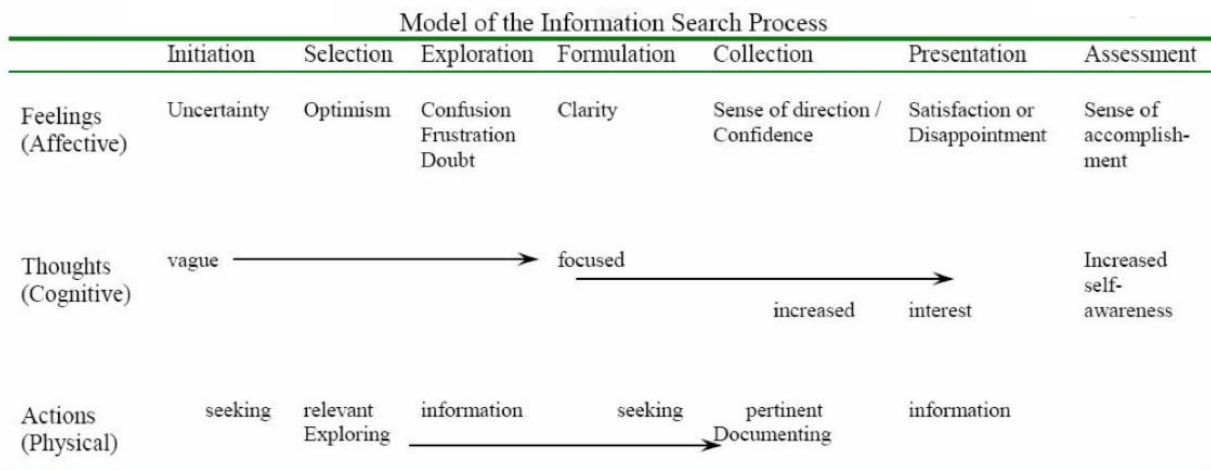 Model of the Information Search Process
Initiation Selection Exploration Formulation Collection Presentation Assessment
Feelings (Affective)
Uncertainty
Optimism
Confusion
Frustration
Doubt
Clarity
Sense of direction /
Confidence
Satisfaction or
Disappointment
Sense of
accomplish-
ment
Thoughts
(Cognitive)
vague
focused
increased interest
Increased
self-
awareness
Actions
(Physical)
seeking relevant information seeking pertinent information
Exploring Documenting